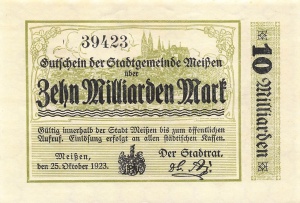 39423
Gutschein der Stadtgemeinde Meißen
über
Zehn Milliarden Mark
Gültig innerhalb der Stadt Meißen bis zum öffentlichen
Aufruf. Einlösung erfolgt an allen städtischen Kassen.
Meißen,
den 25. Oktober 1923.
Der Stadtrat.
10 Milliarden